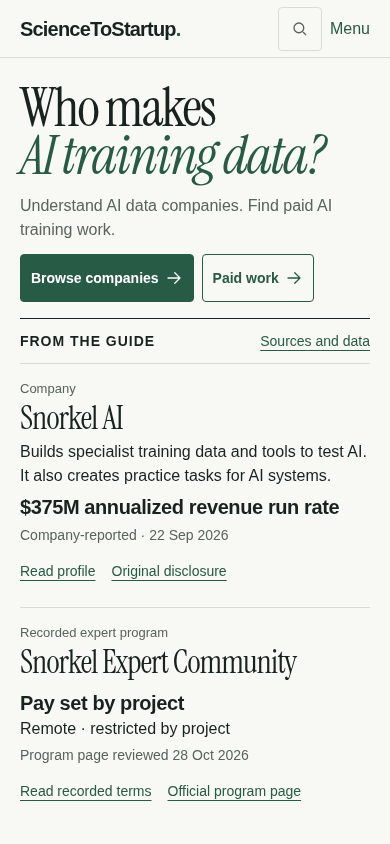 ScienceToStartup.
Menu
Who makes
AI training data?
Understand AI data companies. Find paid AI
training work.
Browse companies →
Paid work →
FROM THE GUIDE
Sources and data
Company
Snorkel AI
Builds specialist training data and tools to test AI.
It also creates practice tasks for AI systems.
$375M annualized revenue run rate
Company-reported · 22 Sep 2026
Read profile
Original disclosure
Recorded expert program
Snorkel Expert Community
Pay set by project
Remote · restricted by project
Program page reviewed 28 Oct 2026
Read recorded terms
Official program page